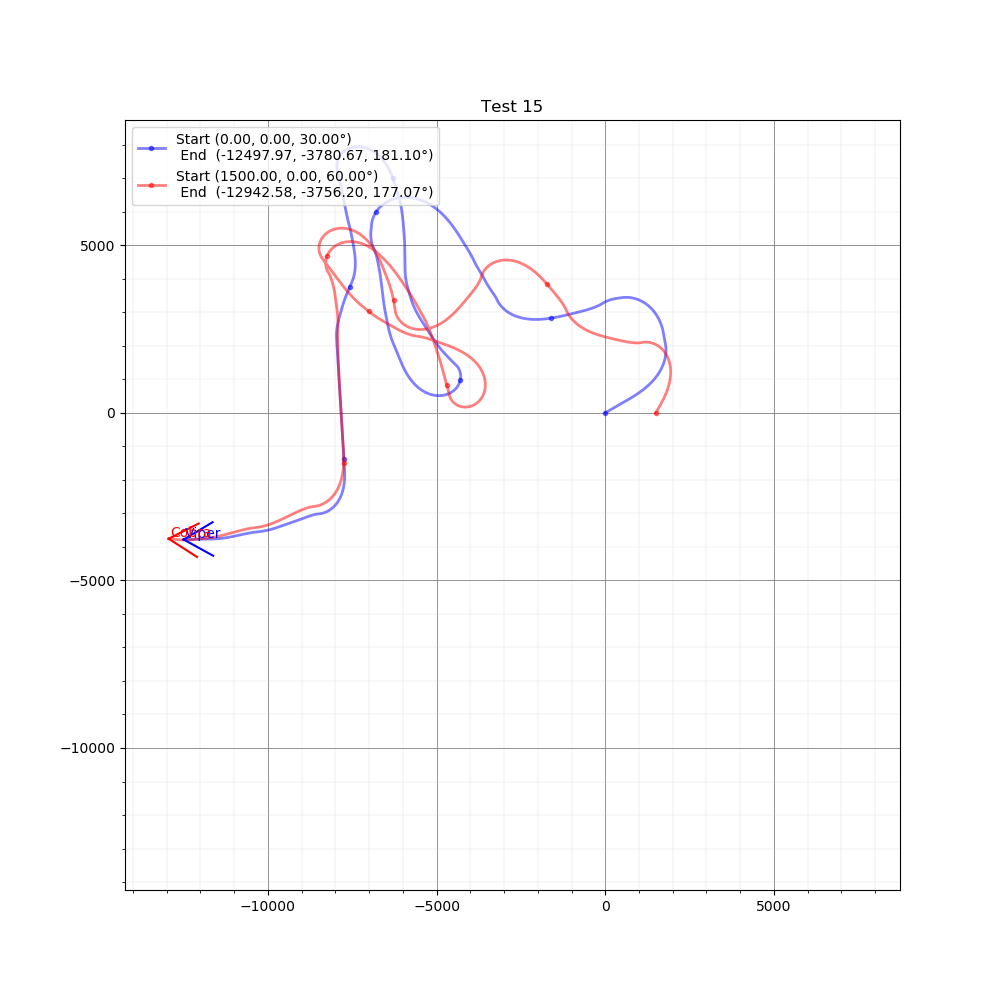 Test 15
Start (0.00, 0.00, 30.00°)
End (-12497.97, -3780.67, 181.10°)
Start (1500.00, 0.00, 60.00°)
End (-12942.58, -3756.20, 177.07°)
5000
0
−5000
−10000
−10000 −5000 0 5000